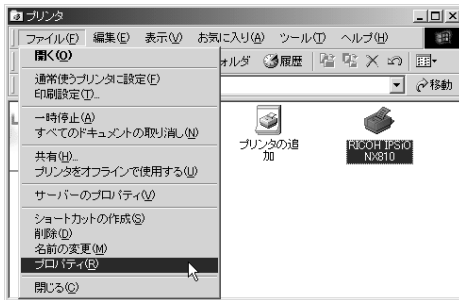 プリンタ
ファイル(F) 編集(E) 表示(V) お気に入り(A) ツール(T) ヘルプ(H)
開く(O)
ォルダ 履歴
通常使うプリンタに設定(F)
印刷設定(T)...
移動
一時停止(A)
すべてのドキュメントの取り消し(N)
プリンタの追
加
RICOH IPSiO
NX810
共有(H)...
プリンタをオフラインで使用する(U)
サーバーのプロパティ(V)
ショートカットの作成(S)
削除(D)
名前の変更(M)
プロパティ(R)
閉じる(C)